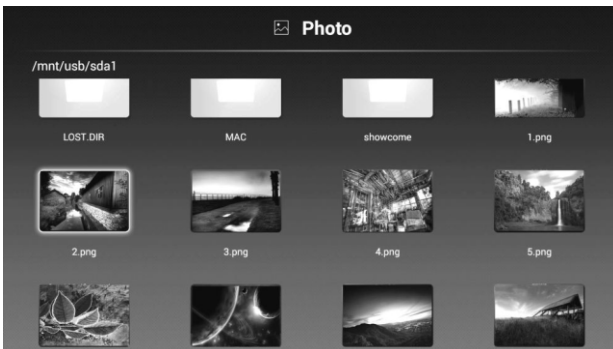 Photo
/mnt/usb/sda1
LOST.DIR MAC showcome 1.png
2.png 3.png 4.png 5.png